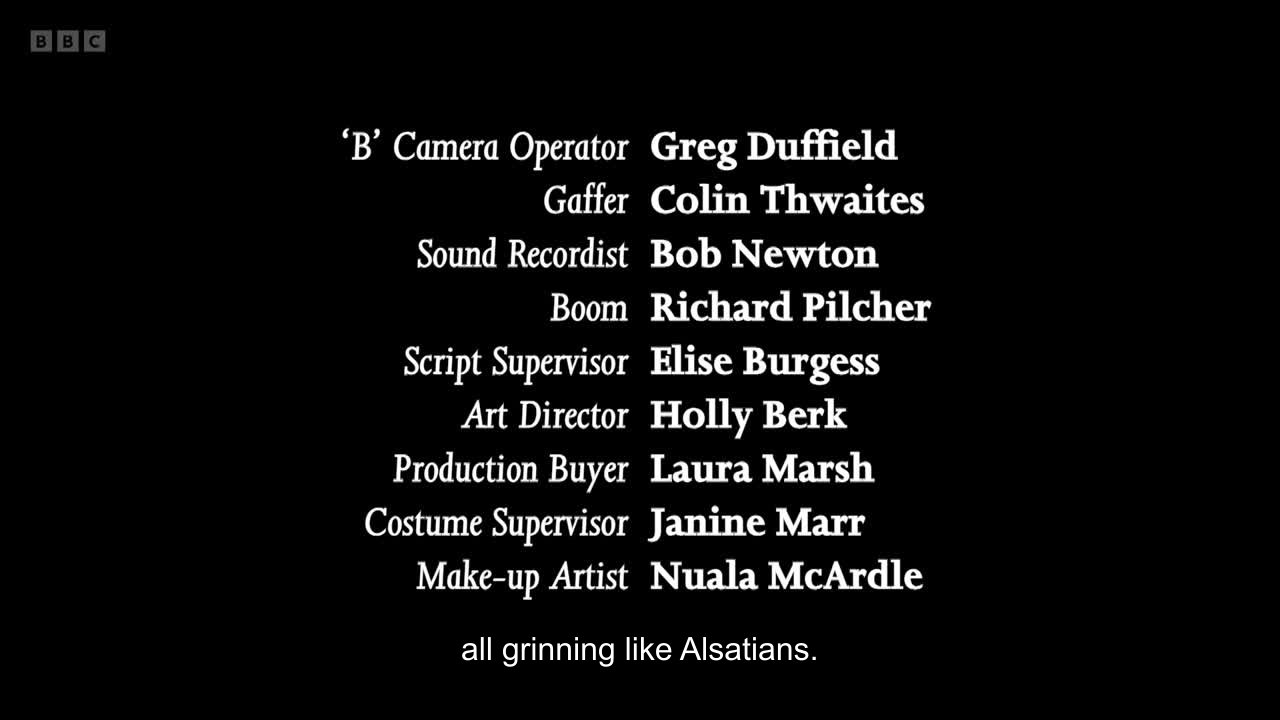 BBC
‘B’ Camera Operator Greg Duffield
Gaffer Colin Thwaites
Sound Recordist Bob Newton
Boom Richard Pilcher
Script Supervisor Elise Burgess
Art Director Holly Berk
Production Buyer Laura Marsh
Costume Supervisor Janine Marr
Make-up Artist Nuala McArdle
all grinning like Alsatians.